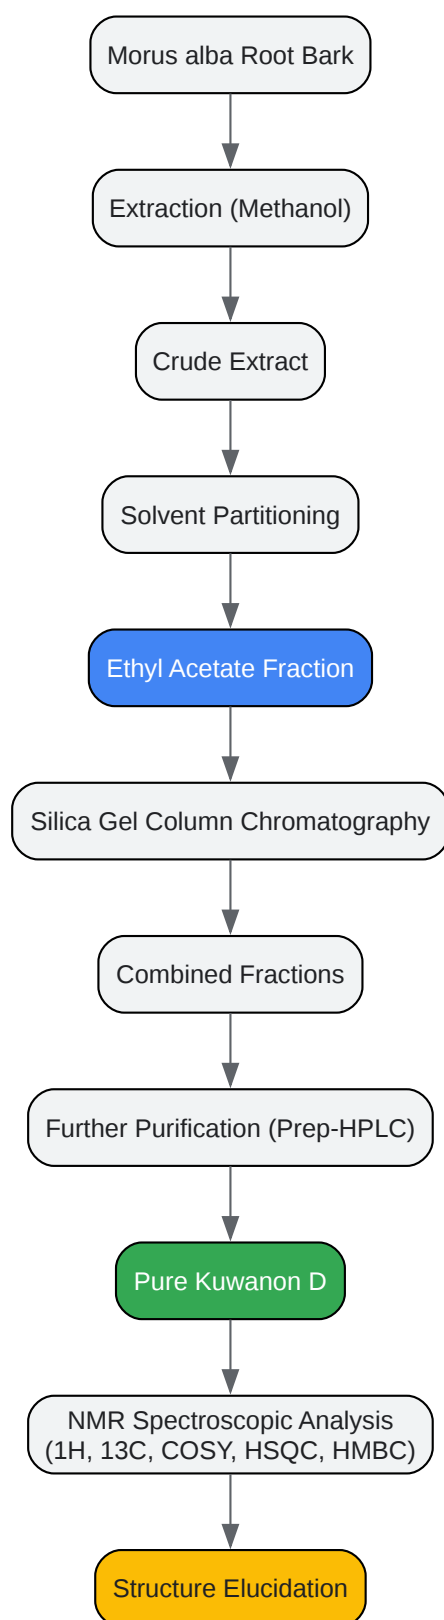 Morus alba Root Bark
Extraction (Methanol)
Crude Extract
Solvent Partitioning
Ethyl Acetate Fraction
Silica Gel Column Chromatography
Combined Fractions
Further Purification (Prep-HPLC)
Pure Kuwanon D
NMR Spectroscopic Analysis
(1H, 13C, COSY, HSQC, HMBC)
Structure Elucidation